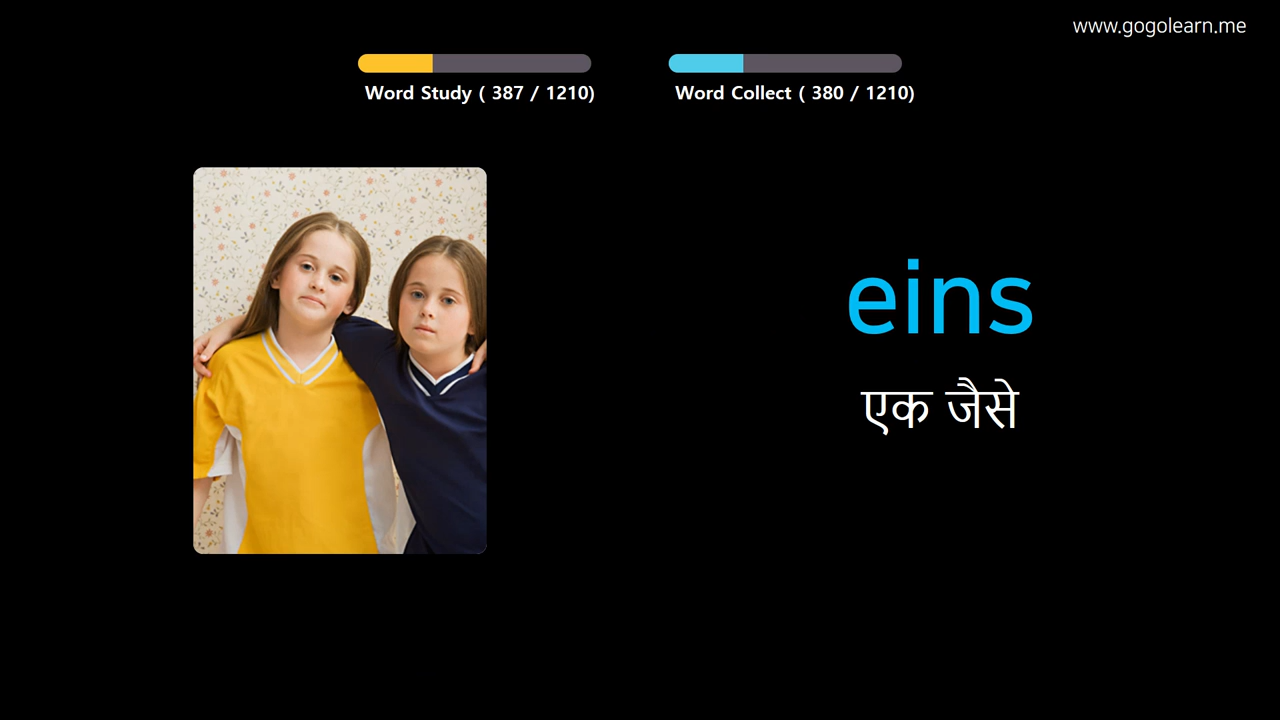 www.gogolearn.me
Word Study ( 387 / 1210)
Word Collect ( 380 / 1210)
eins
एक जैसे